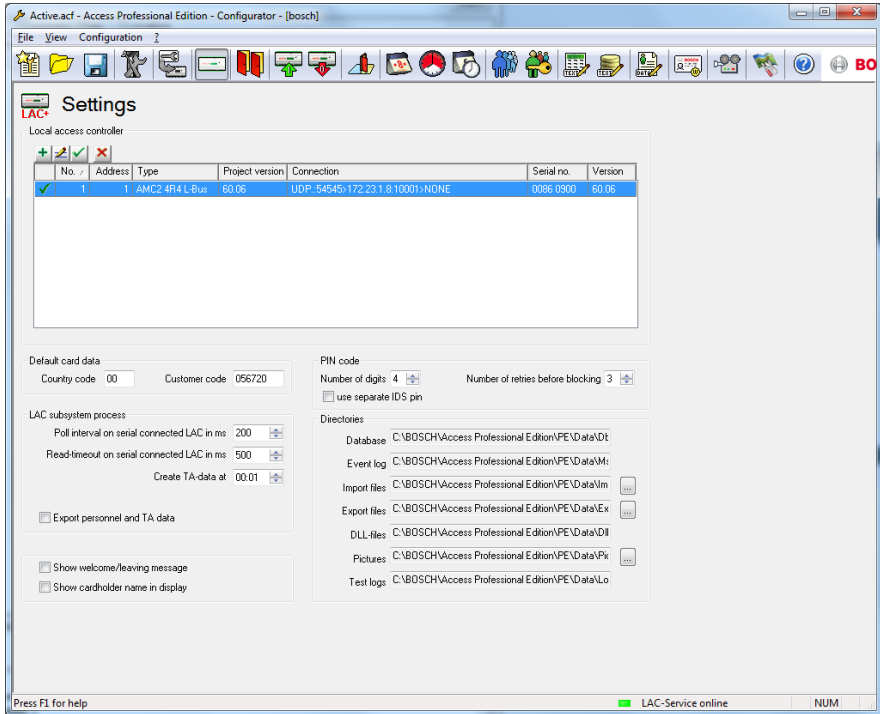 Active.acf - Access Professional Edition - Configurator - [bosch]
File View Configuration ?
TEXT TEXT DATA BOSCH BO
LAC+ Settings
Local access controller
No. / Address Type Project version Connection Serial no. Version
1 1 AMC2 4R4 L-Bus 60.06 UDP.:54545>172.23.1.8:10001>NONE 0086 0900 60.06
Default card data
Country code 00 Customer code 056720
PIN code
Number of digits 4 Number of retries before blocking 3
use separate IDS pin
LAC subsystem process
Poll interval on serial connected LAC in ms 200
Read-timeout on serial connected LAC in ms 500
Create TA-data at 00:01
Export personnel and TA data
Show welcome/leaving message
Show cardholder name in display
Directories
Database C:\BOSCH\Access Professional Edition\PE\Data\Dt
Event log C:\BOSCH\Access Professional Edition\PE\Data\M:
Import files C:\BOSCH\Access Professional Edition\PE\Data\Im ...
Export files C:\BOSCH\Access Professional Edition\PE\Data\Ex ...
DLL-files C:\BOSCH\Access Professional Edition\PE\Data\Dll
Pictures C:\BOSCH\Access Professional Edition\PE\Data\Pic ...
Test logs C:\BOSCH\Access Professional Edition\PE\Data\Lo
Press F1 for help LAC-Service online NUM